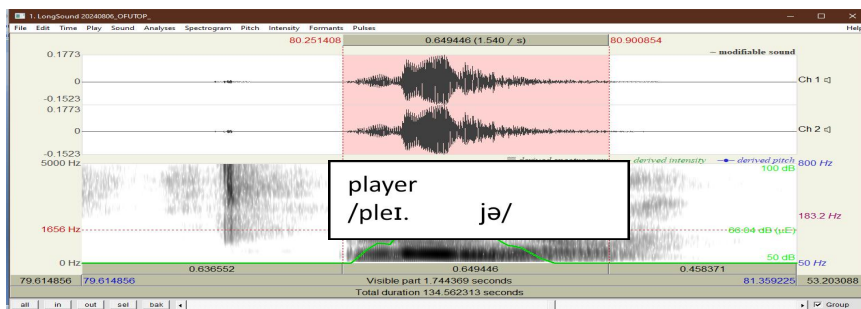 1. LongSound 20240806_OFUTOP_
File Edit Time Play Sound Analyses Spectrogram Pitch Intensity Formants Pulses Help
80.251408 0.649446 (1.540 / s) 80.900854
0.1773 – modifiable sound
0 Ch 1
-0.1523
0.1773
0 Ch 2
-0.1523
5000 Hz derived intensity derived pitch 800 Hz
100 dB
player
/pleɪ. jə/
183.2 Hz
1656 Hz 66.04 dB (µE)
50 dB
0 Hz 50 Hz
0.636552 0.649446 0.458371
79.614856 79.614856 Visible part 1.744369 seconds 81.359225 53.203088
Total duration 134.562313 seconds
all in out sel bak Group